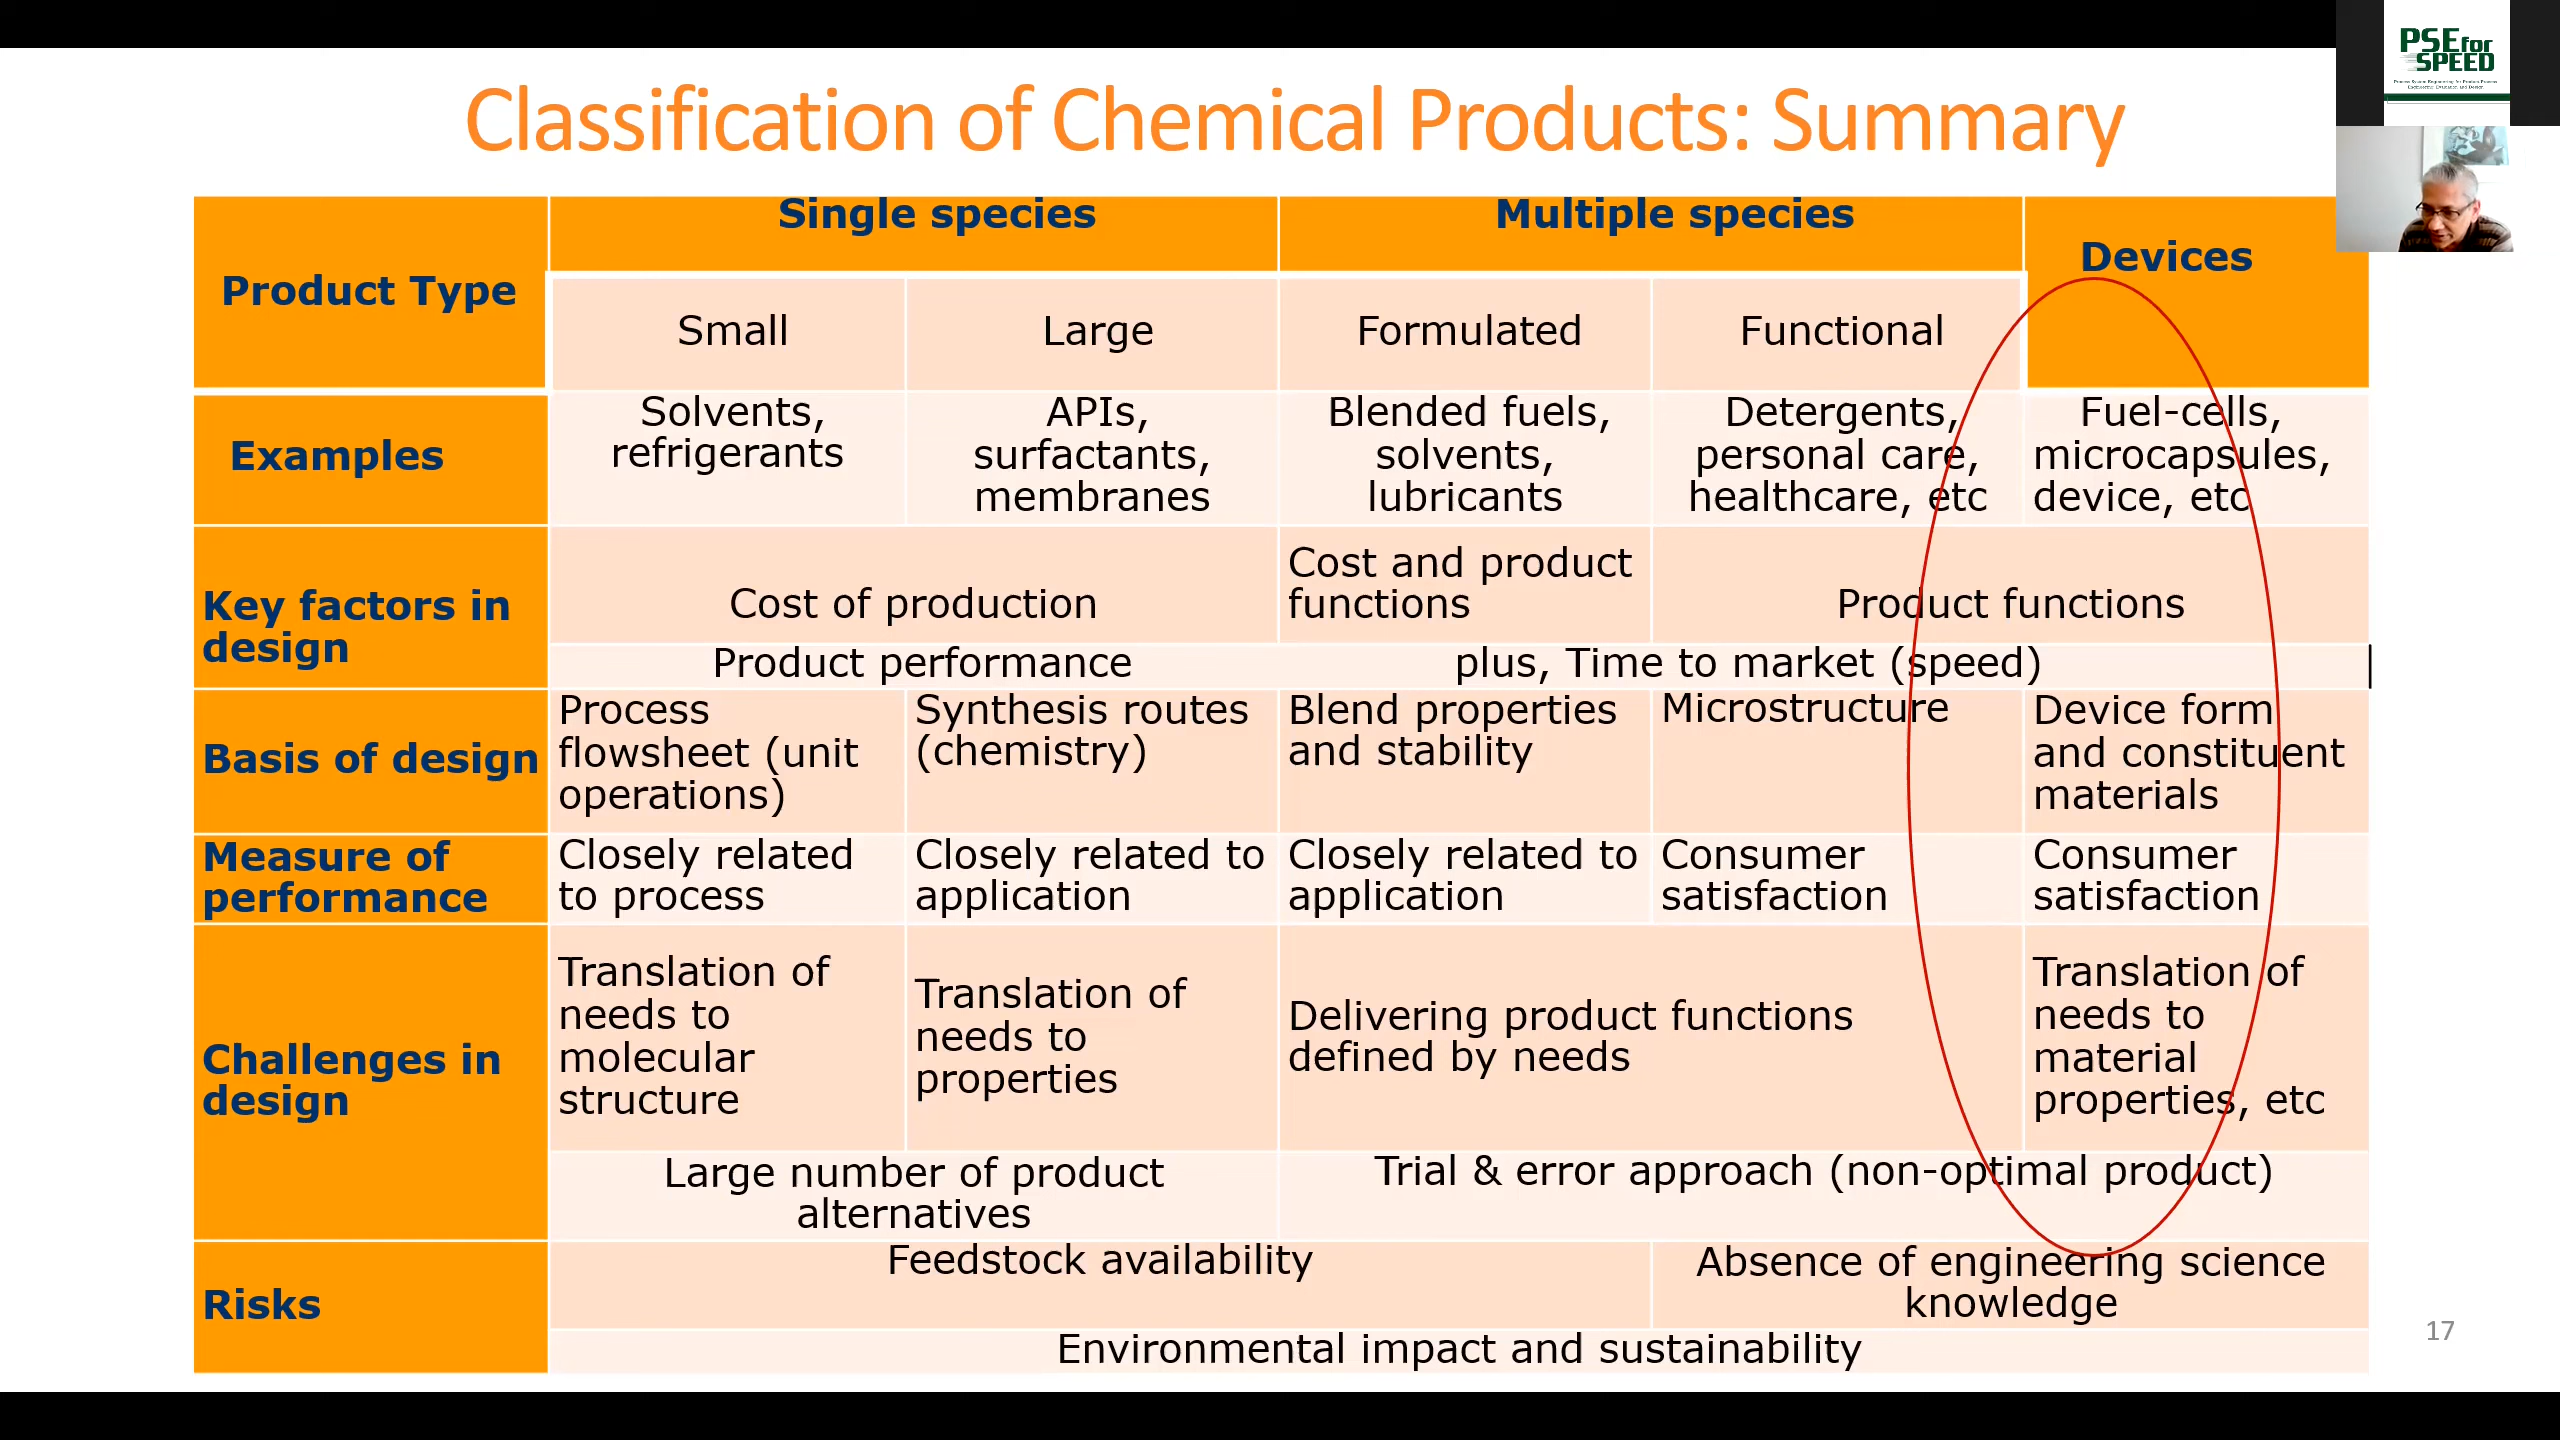 PSE for
SPEED
Classification of Chemical Products: Summary
Product Type
Single species
Multiple species
Devices
Small
Large
Formulated
Functional
Examples
Solvents,
refrigerants
APIs,
surfactants,
membranes
Blended fuels,
solvents,
lubricants
Detergents,
personal care,
healthcare, etc
Fuel-cells,
microcapsules,
device, etc
Key factors in
design
Cost of production
Cost and product
functions
Product functions
Product performance
plus, Time to market (speed)
Basis of design
Process
flowsheet (unit
operations)
Synthesis routes
(chemistry)
Blend properties
and stability
Microstructure
Device form
and constituent
materials
Measure of
performance
Closely related
to process
Closely related to
application
Closely related to
application
Consumer
satisfaction
Consumer
satisfaction
Challenges in
design
Translation of
needs to
molecular
structure
Translation of
needs to
properties
Delivering product functions
defined by needs
Translation of
needs to
material
properties, etc
Large number of product
alternatives
Trial & error approach (non-optimal product)
Risks
Feedstock availability
Absence of engineering science
knowledge
Environmental impact and sustainability
17